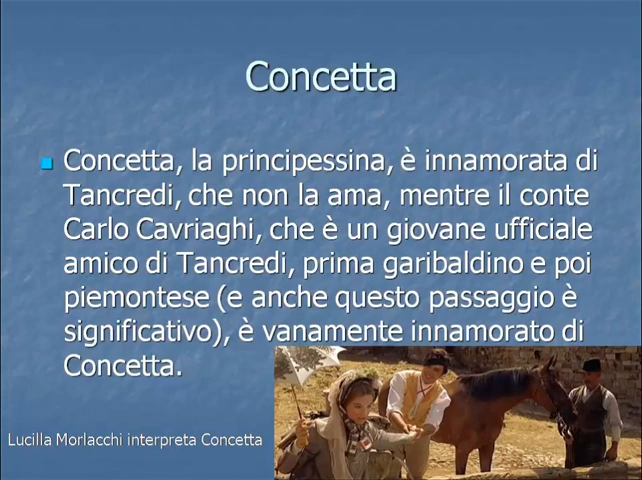 Concetta
Concetta, la principessina, è innamorata di
Tancredi, che non la ama, mentre il conte
Carlo Cavriaghi, che è un giovane ufficiale
amico di Tancredi, prima garibaldino e poi
piemontese (e anche questo passaggio è
significativo), è vanamente innamorato di
Concetta.
Lucilla Morlacchi interpreta Concetta